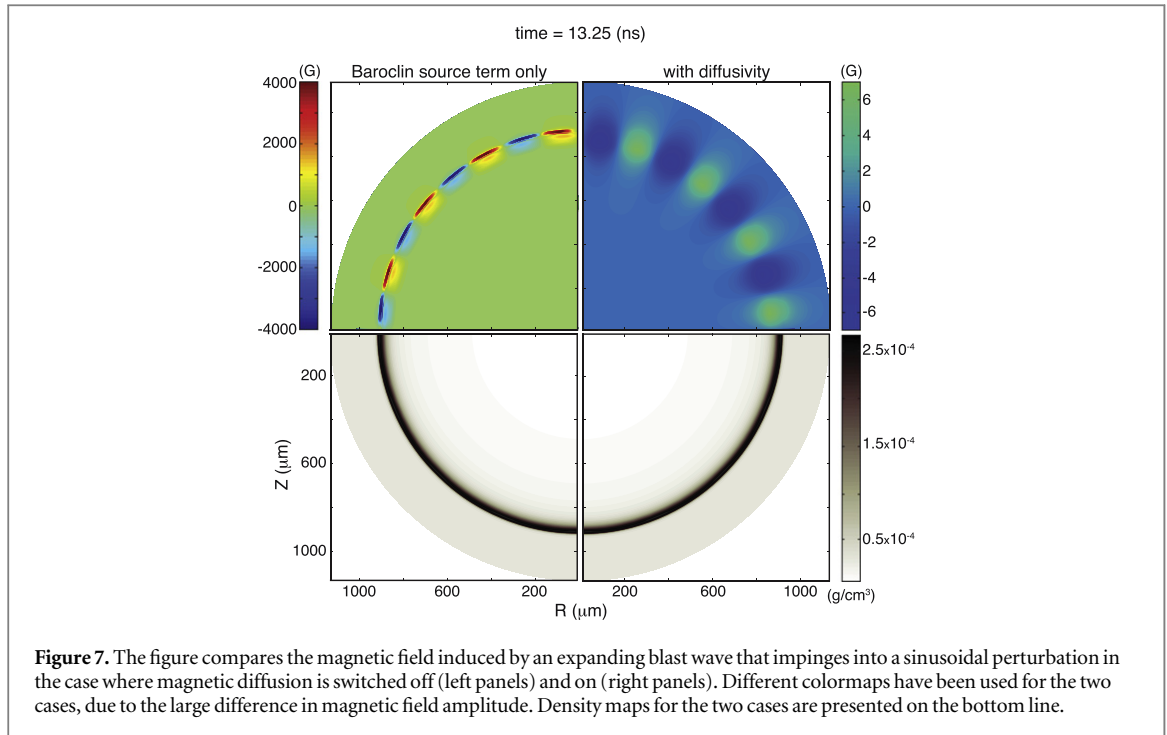 time = 13.25 (ns)
(G) Baroclin source term only with diffusivity (G)
4000
2000
0
-2000
-4000
6
4
2
0
-2
-4
-6
200
600
1000
Z (μm)
2.5x10⁻⁴
1.5x10⁻⁴
0.5x10⁻⁴
1000 600 200 200 600 1000 (g/cm³)
R (μm)
Figure 7. The figure compares the magnetic field induced by an expanding blast wave that impinges into a sinusoidal perturbation in
the case where magnetic diffusion is switched off (left panels) and on (right panels). Different colormaps have been used for the two
cases, due to the large difference in magnetic field amplitude. Density maps for the two cases are presented on the bottom line.